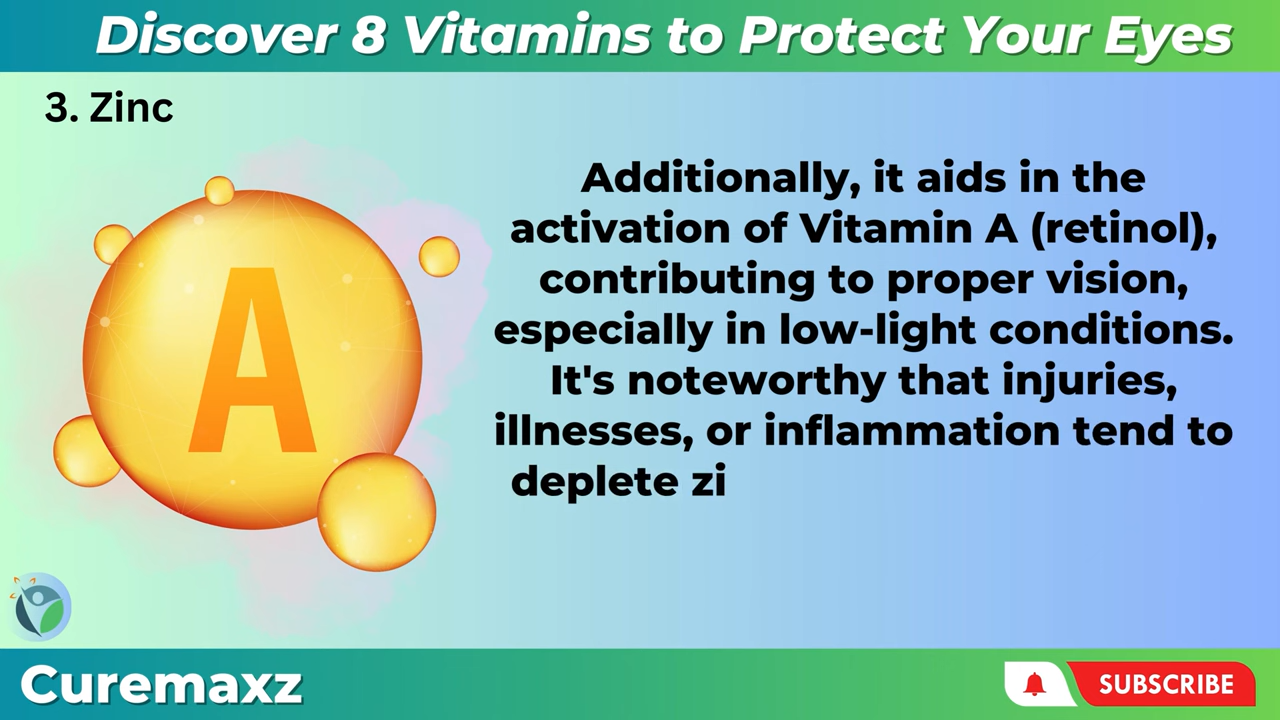 Discover 8 Vitamins to Protect Your Eyes
3. Zinc
A
Additionally, it aids in the
activation of Vitamin A (retinol),
contributing to proper vision,
especially in low-light conditions.
It's noteworthy that injuries,
illnesses, or inflammation tend to
deplete zi
Curemaxz
SUBSCRIBE